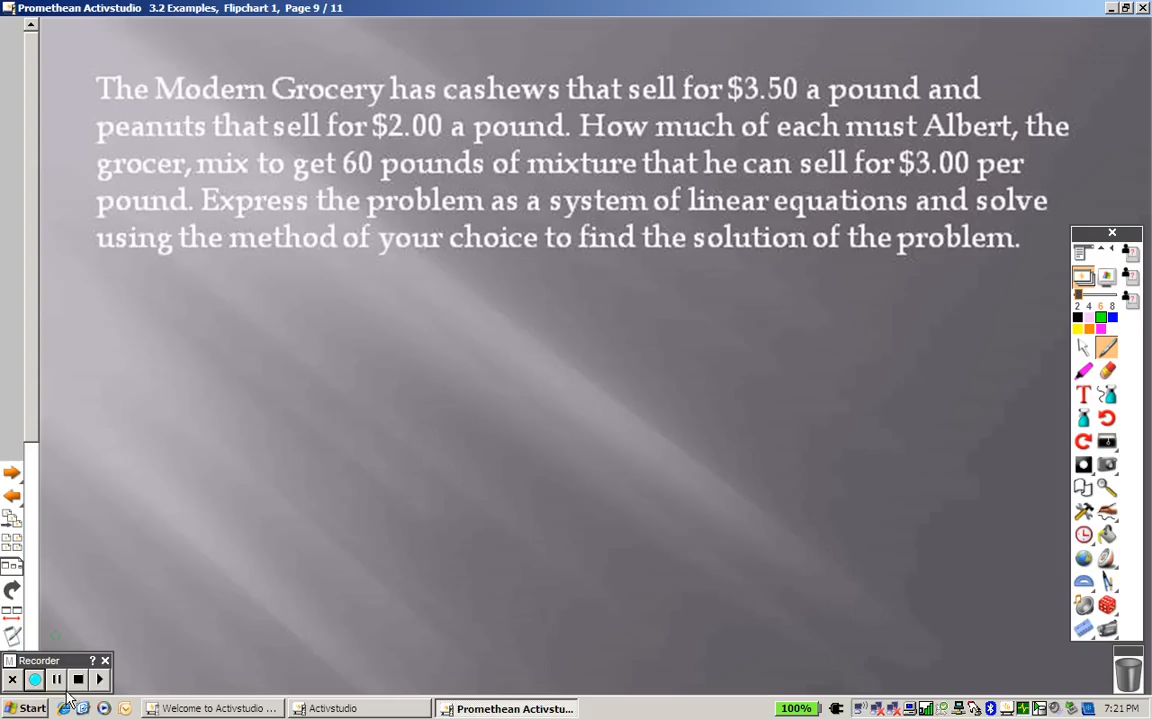 Promethean Activstudio   3.2 Examples, Flipchart 1, Page 9 / 11
The Modern Grocery has cashews that sell for $3.50 a pound and
peanuts that sell for $2.00 a pound. How much of each must Albert, the
grocer, mix to get 60 pounds of mixture that he can sell for $3.00 per
pound. Express the problem as a system of linear equations and solve
using the method of your choice to find the solution of the problem.
2 4 6 8
T
M Recorder ?
Start
Welcome to Activstudio ...
Activstudio
Promethean Activstu...
100%
7:21 PM